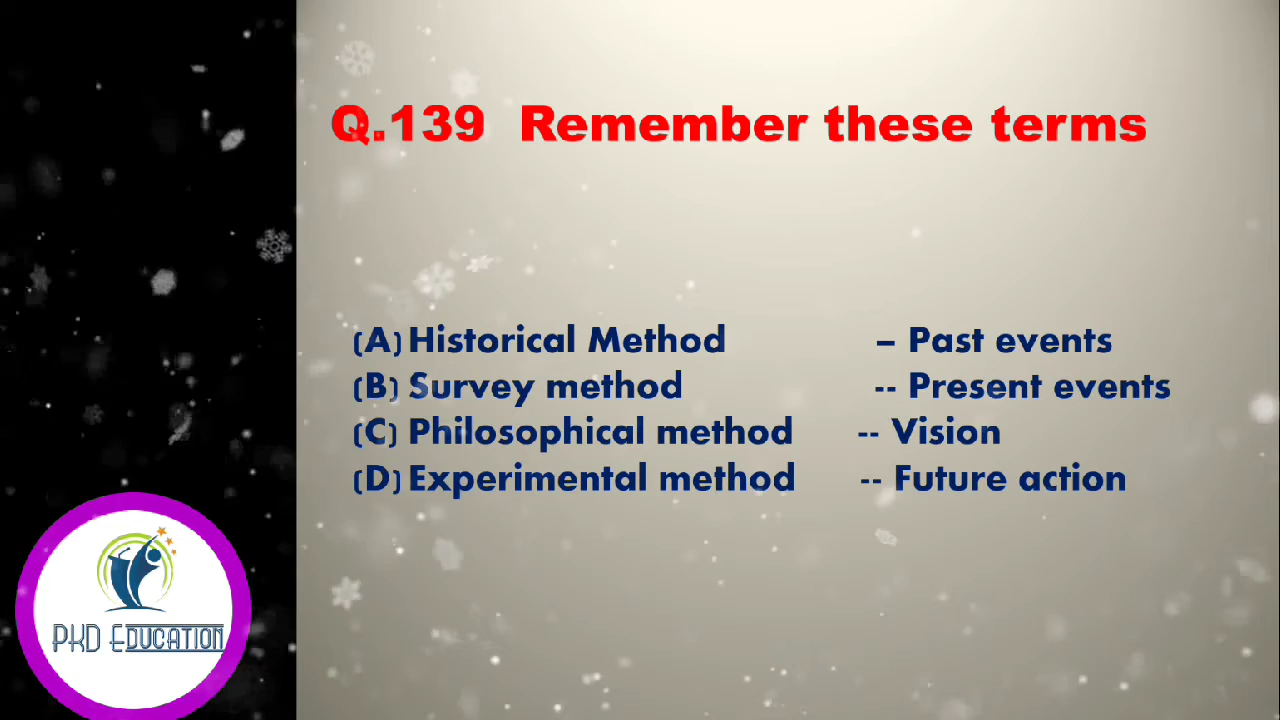 Q.139 Remember these terms
(A) Historical Method – Past events
(B) Survey method -- Present events
(C) Philosophical method -- Vision
(D) Experimental method -- Future action
PKD EDUCATION